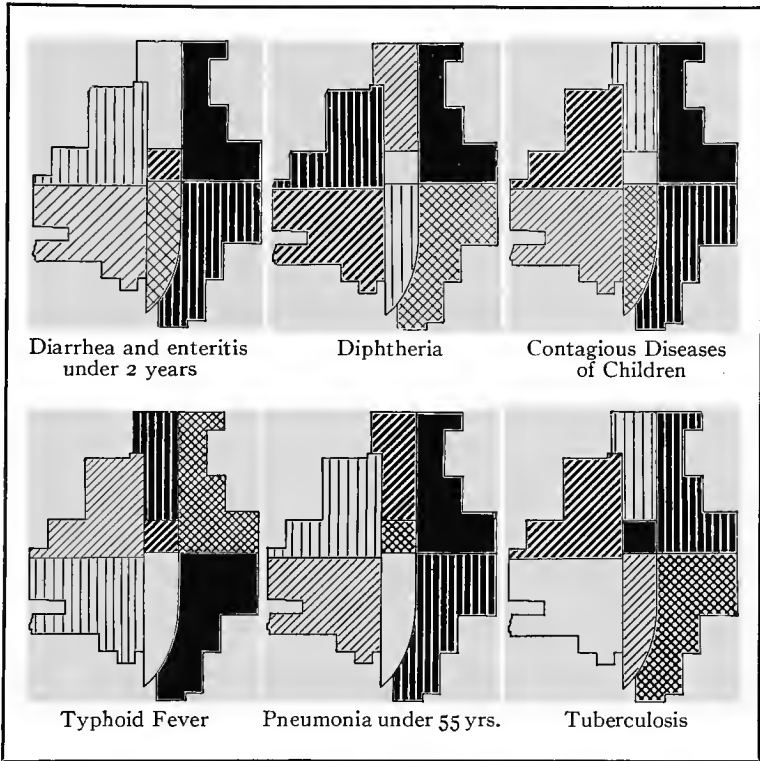 Diarrhea and enteritis
under 2 years
Diphtheria
Contagious Diseases
of Children
Typhoid Fever
Pneumonia under 55 yrs.
Tuberculosis